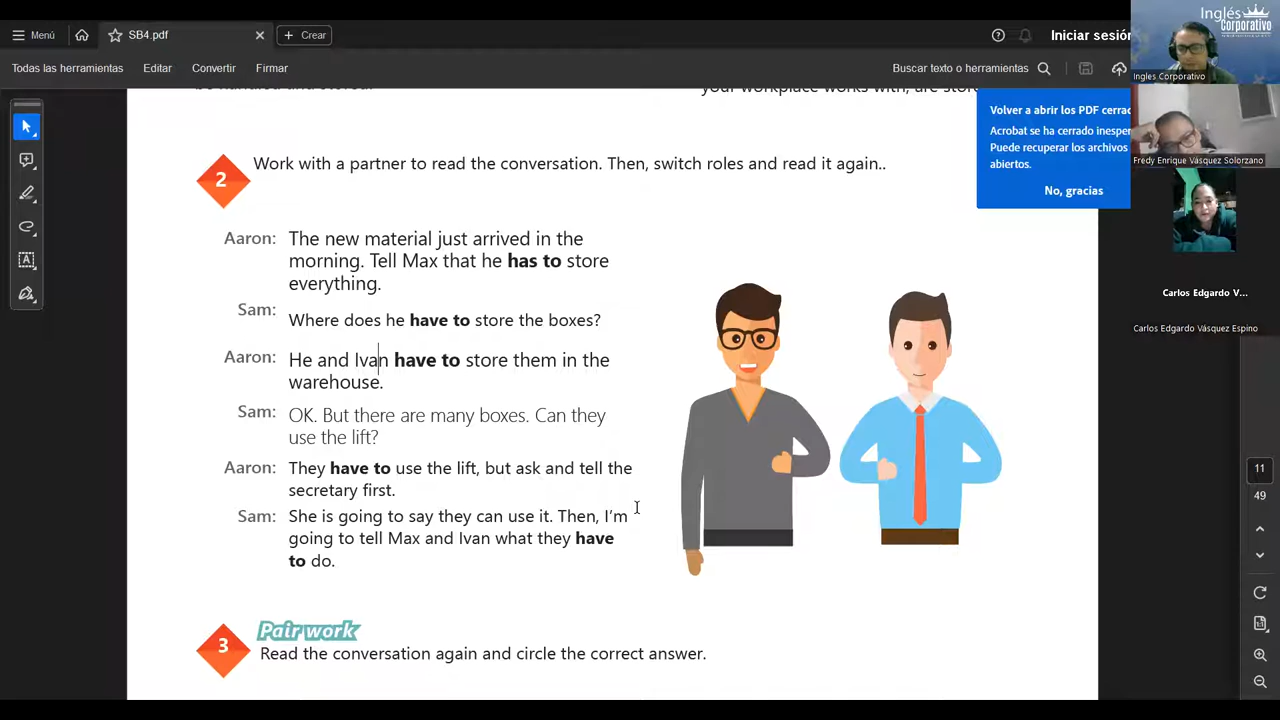 Menú
SB4.pdf
Crear
Iniciar sesión
Inglés
Corporativo
Todas las herramientas
Editar
Convertir
Firmar
Buscar texto o herramientas
Ingles Corporativo
your workplace works with, are
Volver a abrir los PDF
Acrobat se ha cerrado
Puede recuperar los archivos
abiertos.
No, gracias
Fredy Enrique Vásquez Solorzano
2
Work with a partner to read the conversation. Then, switch roles and read it again..
Aaron: The new material just arrived in the
morning. Tell Max that he has to store
everything.
Sam: Where does he have to store the boxes?
Aaron: He and Ivan have to store them in the
warehouse.
Sam: OK. But there are many boxes. Can they
use the lift?
Aaron: They have to use the lift, but ask and tell the
secretary first.
Sam: She is going to say they can use it. Then, I'm
going to tell Max and Ivan what they have
to do.
Carlos Edgardo V...
Carlos Edgardo Vásquez Espino
11
49
3
Pair work
Read the conversation again and circle the correct answer.